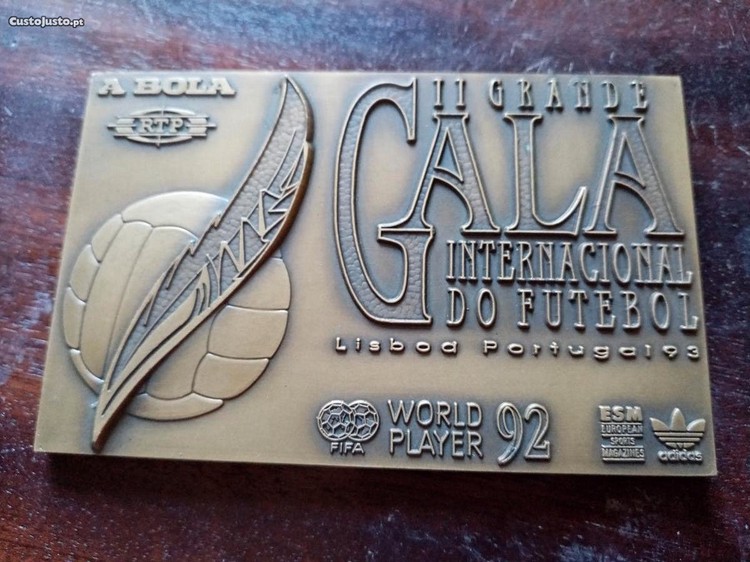 CustoJusto.pt
A BOLA
RTP
II GRANDE
GALA
INTERNACIONAL
DO FUTEBOL
Lisboa Portugal 93
FIFA
WORLD
PLAYER 92
ESM
EUROPEAN
SPORTS
MAGAZINES
adidas